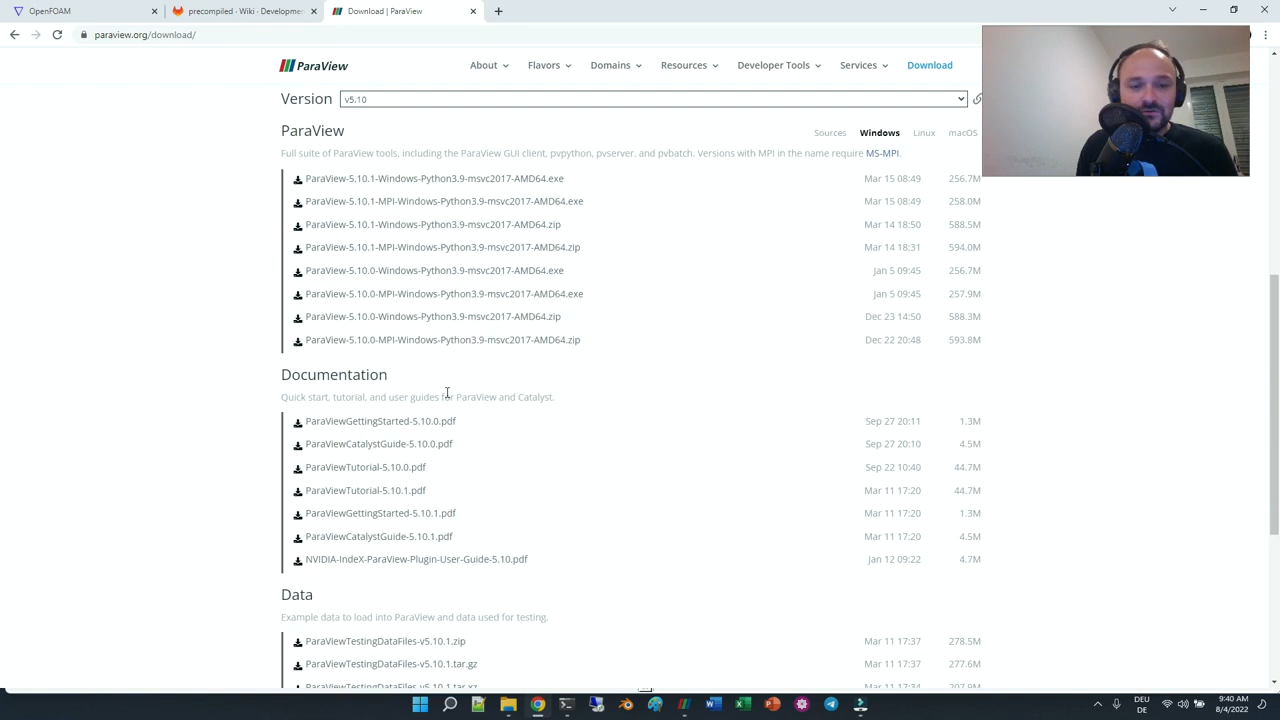 OpenFOAM
precompiled · Wiki · Developmen
Download | ParaView
paraview.org/download/
ParaView
About
Flavors
Domains
Resources
Developer Tools
Services
Download
Version
v5.10
ParaView
Sources
Windows
Linux
macOS
Full suite of ParaView tools, including the ParaView GUI client, pvpython, pvserver, and pvbatch. Versions with MPI in the name require MS-MPI.
ParaView-5.10.1-Windows-Python3.9-msvc2017-AMD64.exe Mar 15 08:49 256.7M
ParaView-5.10.1-MPI-Windows-Python3.9-msvc2017-AMD64.exe Mar 15 08:49 258.0M
ParaView-5.10.1-Windows-Python3.9-msvc2017-AMD64.zip Mar 14 18:50 588.5M
ParaView-5.10.1-MPI-Windows-Python3.9-msvc2017-AMD64.zip Mar 14 18:31 594.0M
ParaView-5.10.0-Windows-Python3.9-msvc2017-AMD64.exe Jan 5 09:45 256.7M
ParaView-5.10.0-MPI-Windows-Python3.9-msvc2017-AMD64.exe Jan 5 09:45 257.9M
ParaView-5.10.0-Windows-Python3.9-msvc2017-AMD64.zip Dec 23 14:50 588.3M
ParaView-5.10.0-MPI-Windows-Python3.9-msvc2017-AMD64.zip Dec 22 20:48 593.8M
Documentation
Quick start, tutorial, and user guides for ParaView and Catalyst.
ParaViewGettingStarted-5.10.0.pdf Sep 27 20:11 1.3M
ParaViewCatalystGuide-5.10.0.pdf Sep 27 20:10 4.5M
ParaViewTutorial-5.10.0.pdf Sep 22 10:40 44.7M
ParaViewTutorial-5.10.1.pdf Mar 11 17:20 44.7M
ParaViewGettingStarted-5.10.1.pdf Mar 11 17:20 1.3M
ParaViewCatalystGuide-5.10.1.pdf Mar 11 17:20 4.5M
NVIDIA-IndeX-ParaView-Plugin-User-Guide-5.10.pdf Jan 12 09:22 4.7M
Data
Example data to load into ParaView and data used for testing.
ParaViewTestingDataFiles-v5.10.1.zip Mar 11 17:37 278.5M
ParaViewTestingDataFiles-v5.10.1.tar.gz Mar 11 17:37 277.6M
ParaViewTestingDataFiles-v5.10.1.tar.xz Mar 11 17:34 207.9M
DEU
DE
9:40 AM
8/4/2022